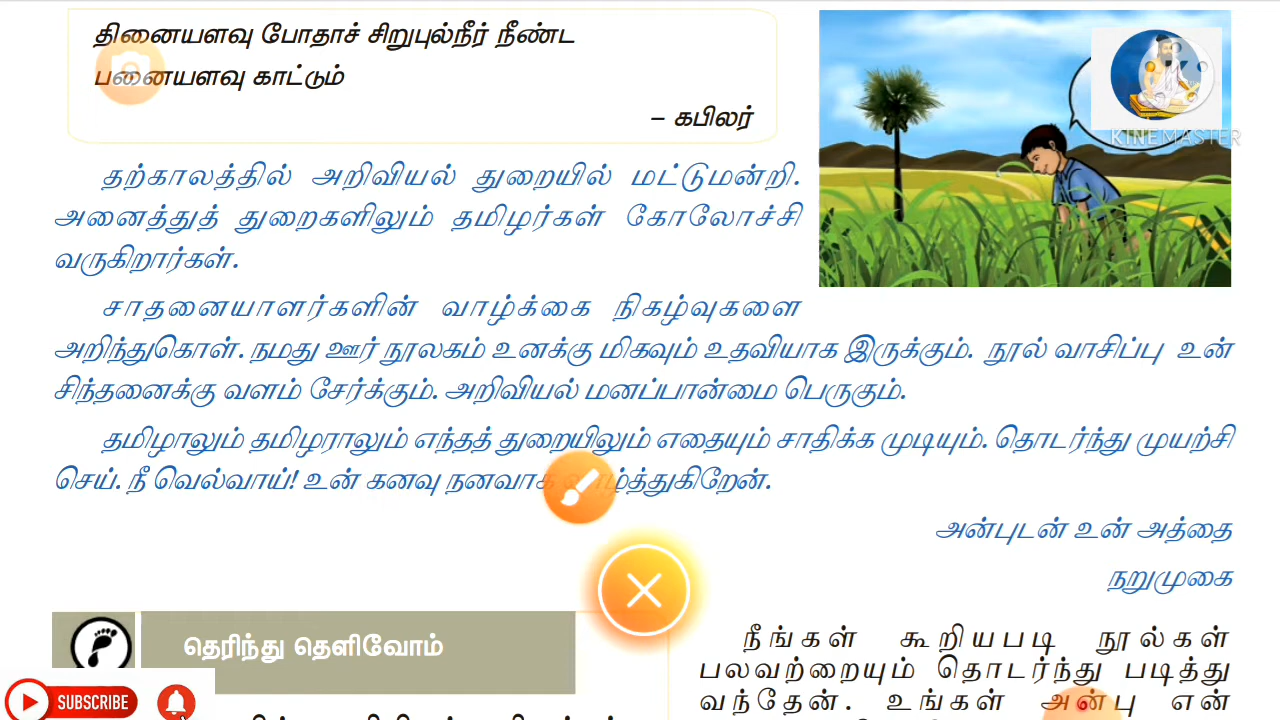 தினையளவு போதாச் சிறுபுல்நீர் நீண்ட
பனையளவு காட்டும்
– கபிலர்
KINEMASTER
தற்காலத்தில் அறிவியல் துறையில் மட்டுமன்றி.
அனைத்துத் துறைகளிலும் தமிழர்கள் கோலோச்சி
வருகிறார்கள்.
சாதனையாளர்களின் வாழ்க்கை நிகழ்வுகளை
அறிந்துகொள். நமது ஊர் நூலகம் உனக்கு மிகவும் உதவியாக இருக்கும். நூல் வாசிப்பு உன்
சிந்தனைக்கு வளம் சேர்க்கும். அறிவியல் மனப்பான்மை பெருகும்.
தமிழாலும் தமிழராலும் எந்தத் துறையிலும் எதையும் சாதிக்க முடியும். தொடர்ந்து முயற்சி
செய். நீ வெல்வாய்! உன் கனவு நனவாக வாழ்த்துகிறேன்.
அன்புடன் உன் அத்தை
நறுமுகை
தெரிந்து தெளிவோம்
நீங்கள் கூறியபடி நூல்கள்
பலவற்றையும் தொடர்ந்து படித்து
வந்தேன். உங்கள் அன்பு என்
SUBSCRIBE